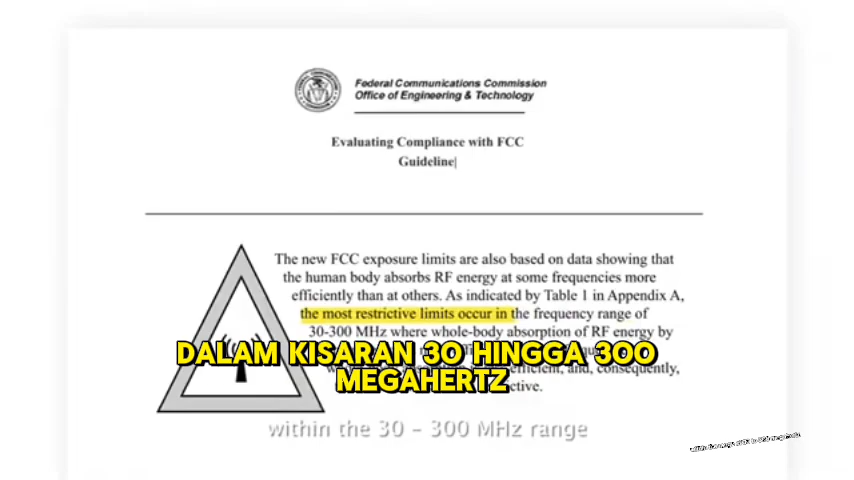 Federal Communications Commission
Office of Engineering & Technology
Evaluating Compliance with FCC
Guideline
The new FCC exposure limits are also based on data showing that
the human body absorbs RF energy at some frequencies more
efficiently than at others. As indicated by Table 1 in Appendix A,
the most restrictive limits occur in the frequency range of
30-300 MHz where whole-body absorption of RF energy by
DALAM KISARAN 30 HINGGA 300
MEGAHERTZ
efficient, and, consequently,
within the 30 – 300 MHz range